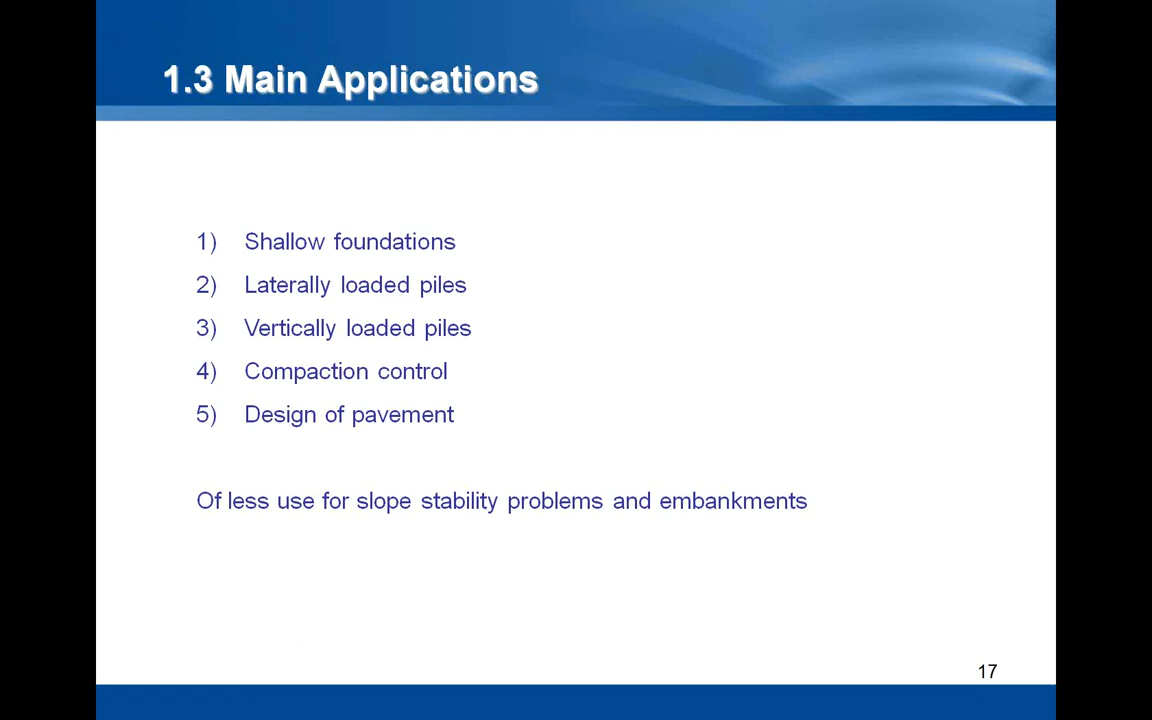 1.3 Main Applications
1) Shallow foundations
2) Laterally loaded piles
3) Vertically loaded piles
4) Compaction control
5) Design of pavement
Of less use for slope stability problems and embankments
17